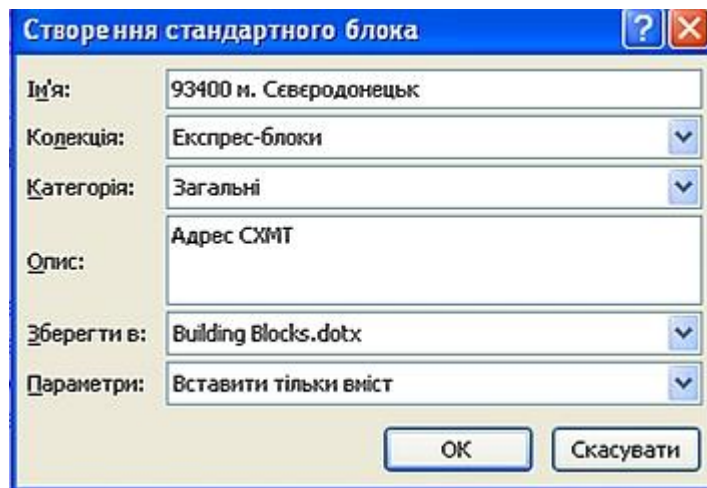 Створення стандартного блока
Ім'я: 93400 м. Сєвєродонецьк
Колекція: Експрес-блоки
Категорія: Загальні
Опис: Адрес СХМТ
Зберегти в: Building Blocks.dotx
Параметри: Вставити тільки вміст
ОК Скасувати